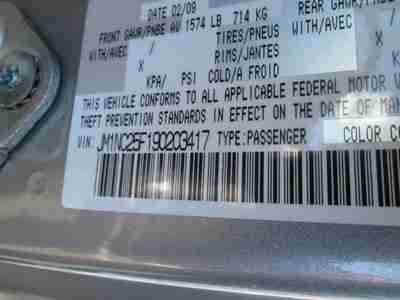 DATE 02/09
FRONT GAWR/PNBE AV 1574 LB 714 KG
REAR GAWR/PNBE
WITH/AVEC TIRES/PNEUS WITH/AVEC
/ RIMS/JANTES /
X X
KPA/ PSI COLD/A FROID
THIS VEHICLE CONFORMS TO ALL APPLICABLE FEDERAL MOTOR
THEFT PREVENTION STANDARDS IN EFFECT ON THE DATE OF MAN
VIN: JM1NC25F190203417 TYPE:PASSENGER COLOR CO